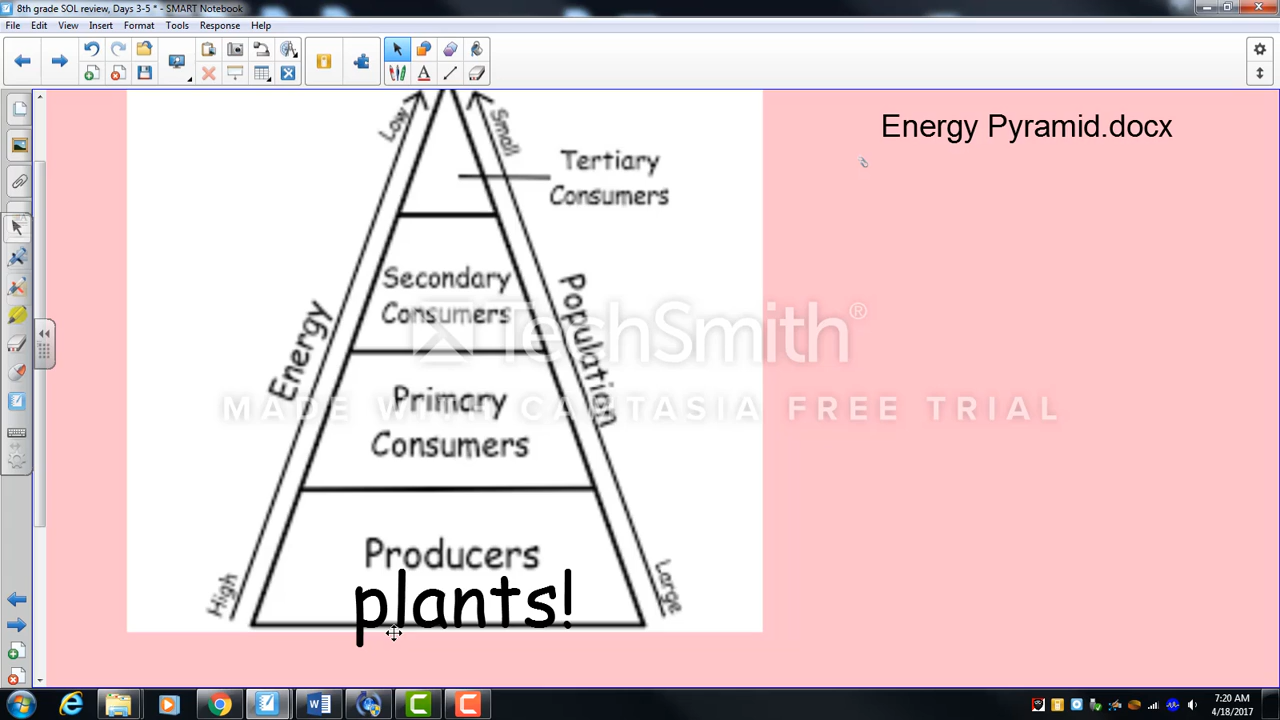 8th grade SOL review, Days 3-5 * - SMART Notebook
File Edit View Insert Format Tools Response Help
Energy Pyramid.docx
Low
Small
Tertiary
Consumers
Secondary
Consumers
Energy
Population
TechSmith®
MADE WITH CAMTASIA FREE TRIAL
Primary
Consumers
Producers
plants!
High
Large
7:20 AM
4/18/2017